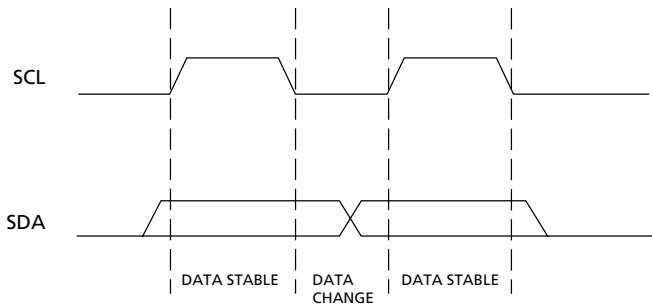 SCL
SDA
DATA STABLE
DATA
CHANGE
DATA STABLE